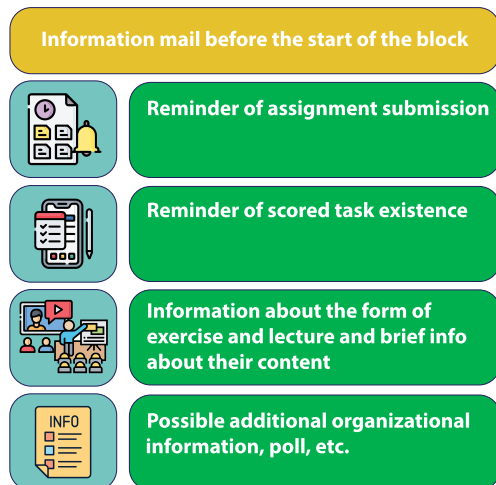 Information mail before the start of the block
Reminder of assignment submission
Reminder of scored task existence
Information about the form of
exercise and lecture and brief info
about their content
INFO
Possible additional organizational
information, poll, etc.